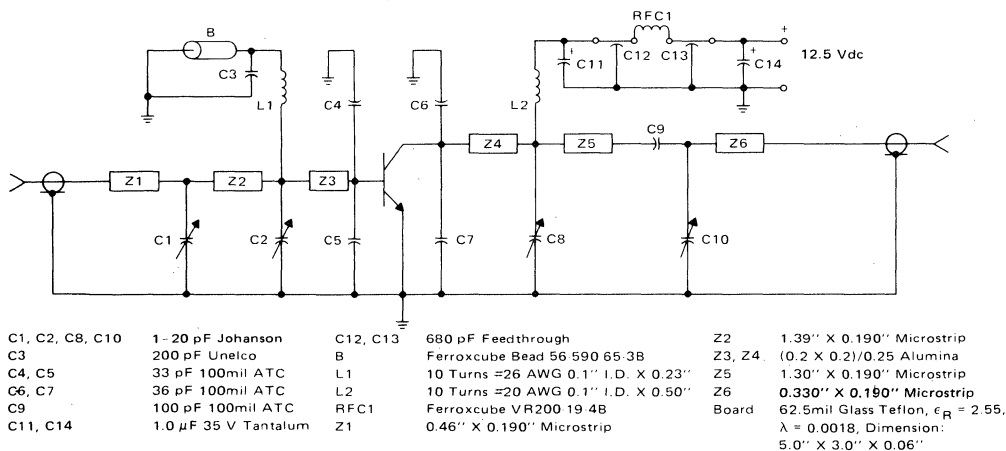 RFC1
B
C3
L1
C4
C6
L2
C11
C12
C13
C14
+
+
+
12.5 Vdc
C9
Z1
Z2
Z3
Z4
Z5
Z6
C1
C2
C5
C7
C8
C10
C1, C2, C8, C10 1-20 pF Johanson
C3 200 pF Unelco
C4, C5 33 pF 100mil ATC
C6, C7 36 pF 100mil ATC
C9 100 pF 100mil ATC
C11, C14 1.0 μF 35 V Tantalum
C12, C13 680 pF Feedthrough
B Ferroxcube Bead 56-590 65-3B
L1 10 Turns #26 AWG 0.1'' I.D. X 0.23''
L2 10 Turns #20 AWG 0.1'' I.D. X 0.50''
RFC1 Ferroxcube VR200-19-4B
Z1 0.46'' X 0.190'' Microstrip
Z2 1.39'' X 0.190'' Microstrip
Z3, Z4 (0.2 X 0.2)/0.25 Alumina
Z5 1.30'' X 0.190'' Microstrip
Z6 0.330'' X 0.190'' Microstrip
Board 62.5mil Glass Teflon, εR = 2.55,
λ = 0.0018, Dimension:
5.0'' X 3.0'' X 0.06''